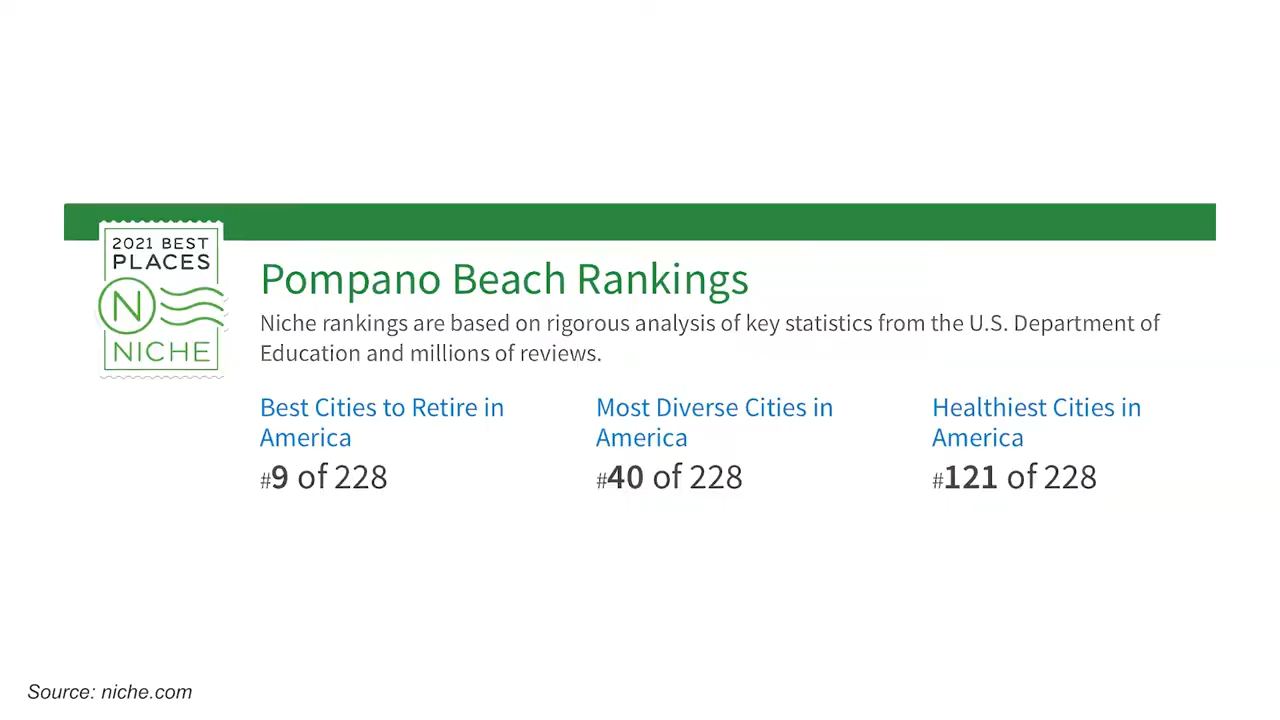 2021 BEST
PLACES
N
NICHE
Pompano Beach Rankings
Niche rankings are based on rigorous analysis of key statistics from the U.S. Department of
Education and millions of reviews.
Best Cities to Retire in
America
#9 of 228
Most Diverse Cities in
America
#40 of 228
Healthiest Cities in
America
#121 of 228
Source: niche.com